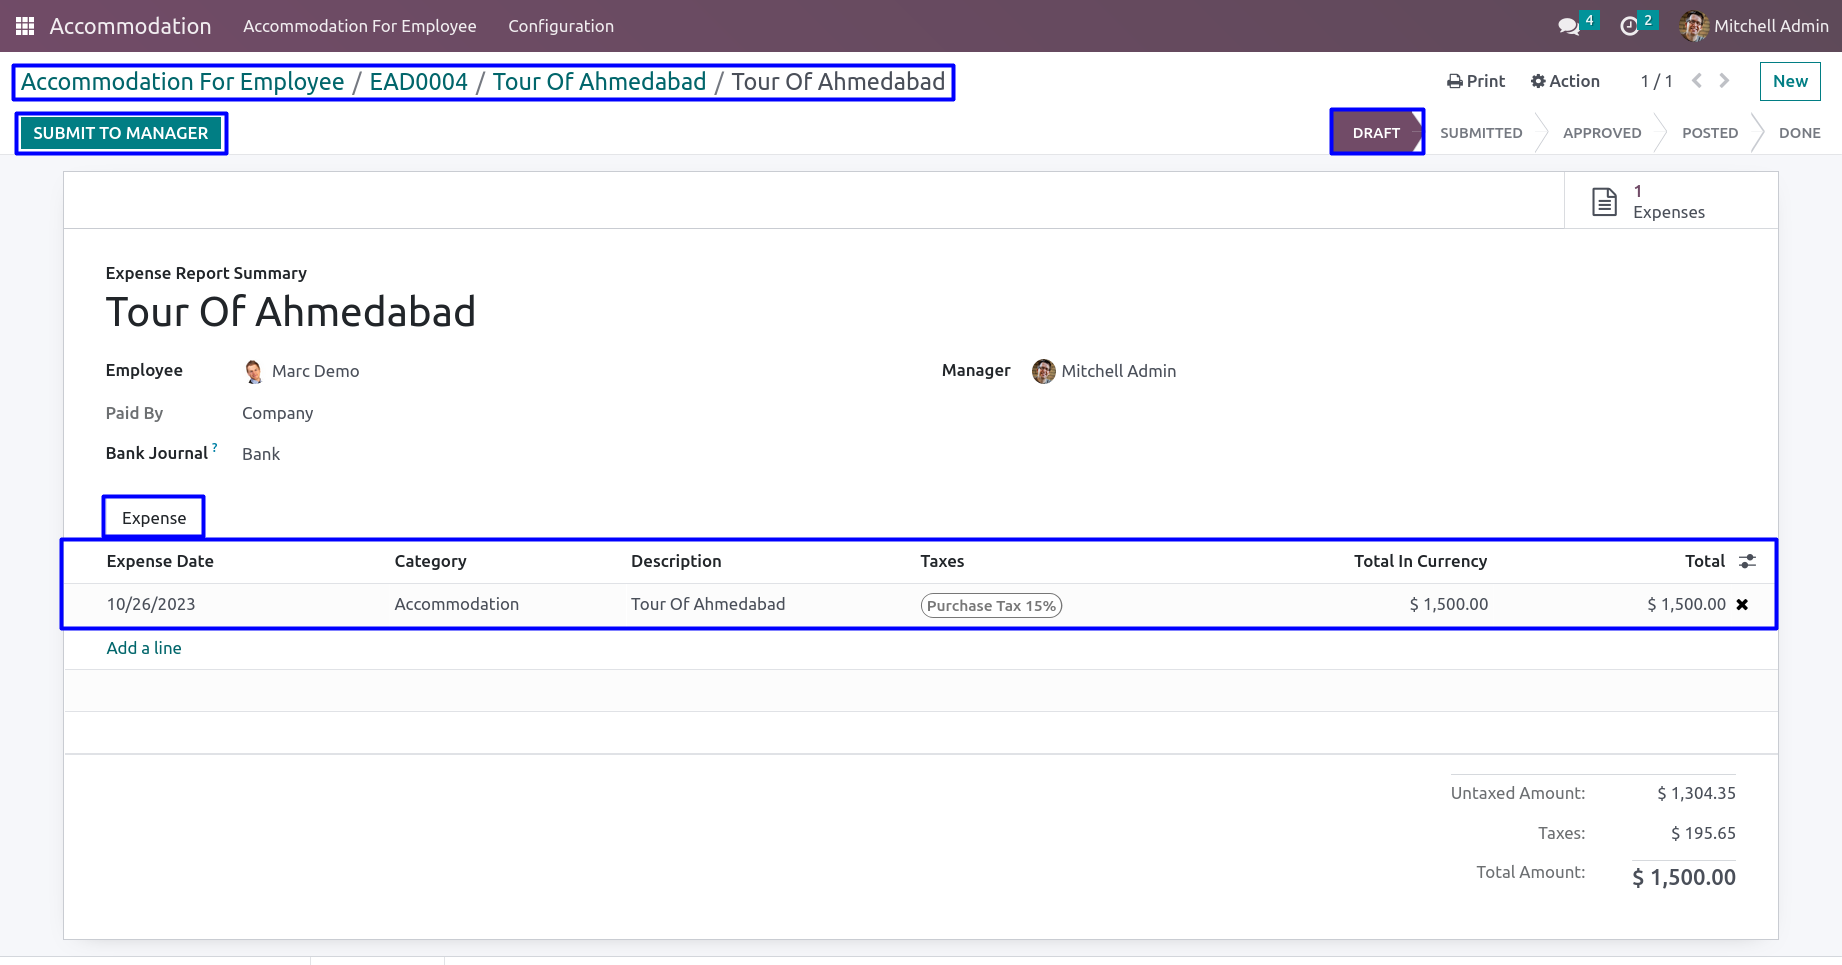 Accommodation Accommodation For Employee Configuration 4 2 Mitchell Admin
Accommodation For Employee / EAD0004 / Tour Of Ahmedabad / Tour Of Ahmedabad Print Action 1 / 1 New
SUBMIT TO MANAGER DRAFT SUBMITTED APPROVED POSTED DONE
1
Expenses
Expense Report Summary
Tour Of Ahmedabad
Employee Marc Demo Manager Mitchell Admin
Paid By Company
Bank Journal ? Bank
Expense
Expense Date Category Description Taxes Total In Currency Total
10/26/2023 Accommodation Tour Of Ahmedabad Purchase Tax 15% $ 1,500.00 $ 1,500.00
Add a line
Untaxed Amount: $ 1,304.35
Taxes: $ 195.65
Total Amount: $ 1,500.00